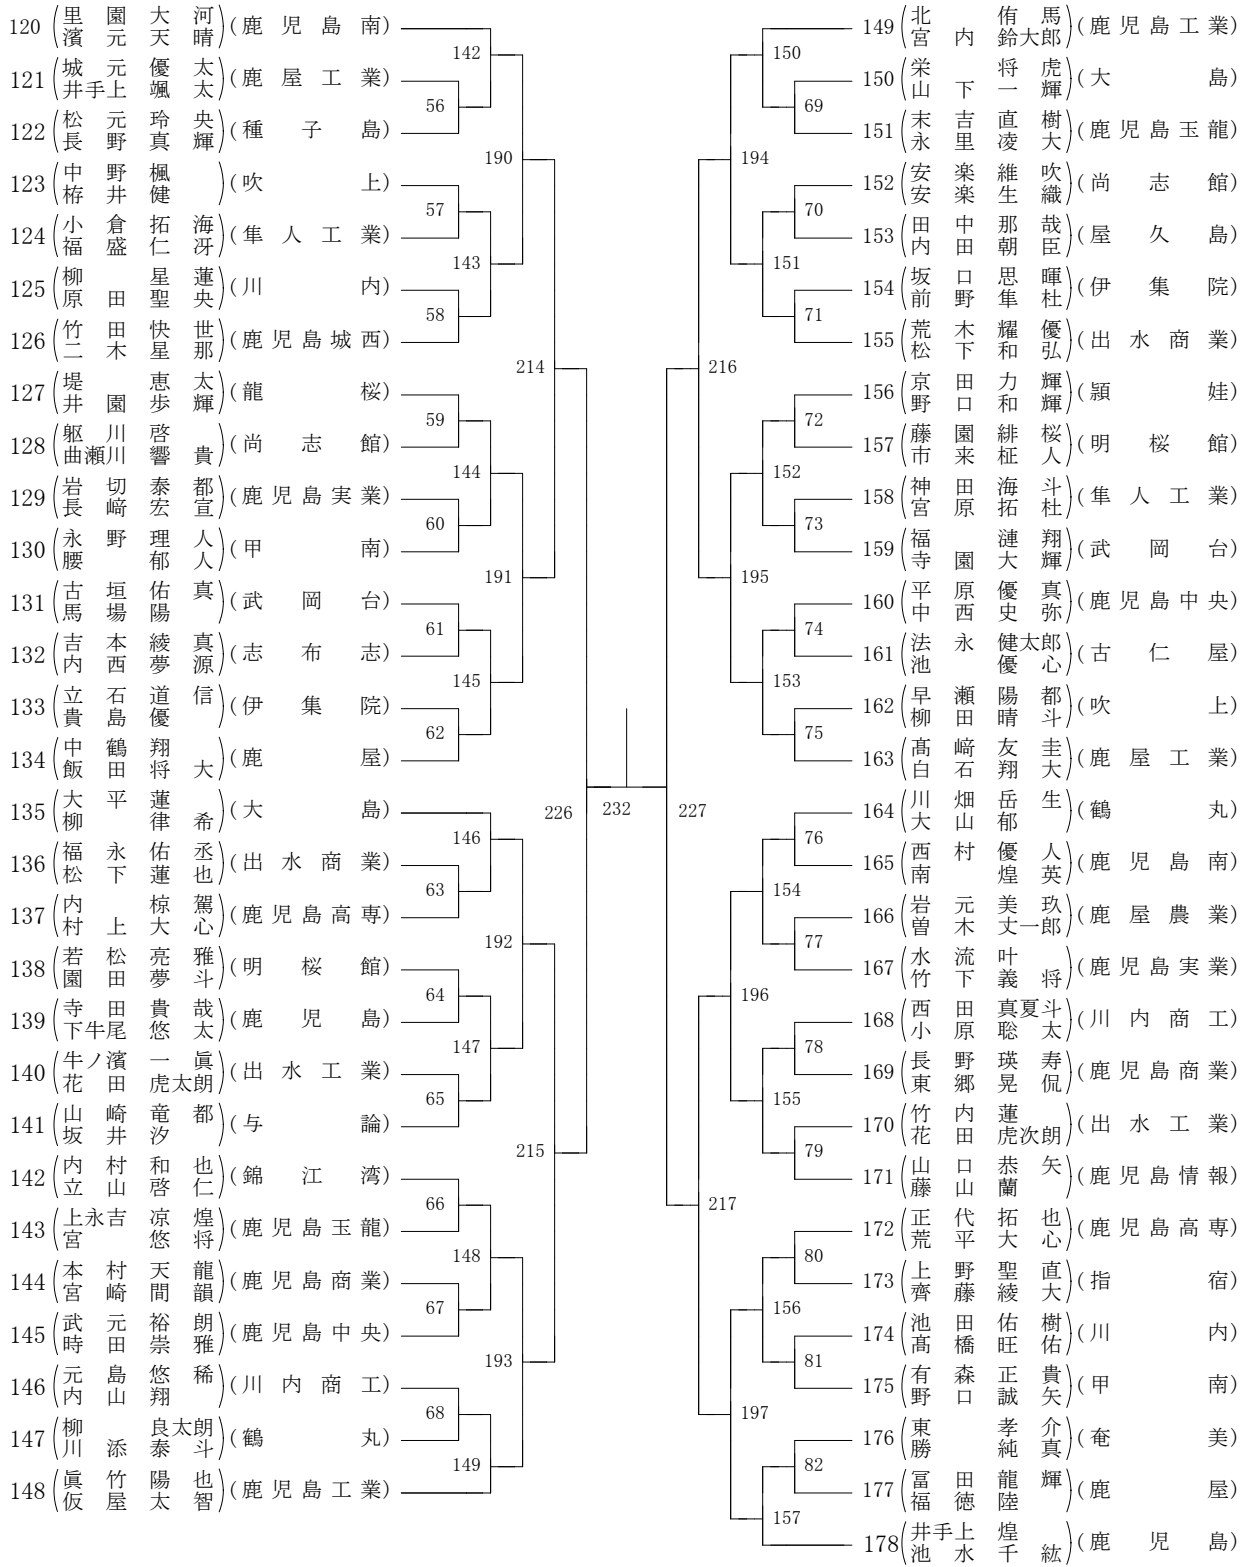 120 里園大河 濱元天晴 (鹿児島南)
121 城元優太 井手上颯太 (鹿屋工業)
122 松元玲央 長野真輝 (種子島)
123 中野楓 栫井健 (吹上)
124 小倉拓海 福盛仁冴 (隼人工業)
125 柳星蓮 原田聖央 (川内)
126 竹田快世 二木星那 (鹿児島城西)
127 堤恵太 井園歩輝 (龍桜)
128 躯川啓 曲瀬川響貴 (尚志館)
129 岩切泰都 長﨑宏宣 (鹿児島実業)
130 永野理人 腰郁人 (甲南)
131 古垣佑真 馬場陽 (武岡台)
132 吉本綾真 内西夢源 (志布志)
133 立石道信 貴島優 (伊集院)
134 中鶴翔 飯田将大 (鹿屋)
135 大平蓮 柳律希 (大島)
136 福永佑丞 松下蓮也 (出水商業)
137 内椋駕 村上大心 (鹿児島高専)
138 若松亮雅 園田夢斗 (明桜館)
139 寺田貴哉 下牛尾悠太 (鹿児島)
140 牛ノ濱一眞 花田虎太朗 (出水工業)
141 山崎竜都 坂井汐 (与論)
142 内村和也 立山啓仁 (錦江湾)
143 上永吉凉煌 宮悠将 (鹿児島玉龍)
144 本村天龍 宮崎間韻 (鹿児島商業)
145 武元裕朗 時田崇雅 (鹿児島中央)
146 元島悠稀 内山翔 (川内商工)
147 柳良太朗 川添泰斗 (鶴丸)
148 眞竹陽也 仮屋太智 (鹿児島工業)
142
56
190
57
143
58
214
59
144
60
191
61
145
62
226
146
63
192
64
147
65
215
66
148
67
193
68
149
232
227
150
69
194
70
151
71
216
72
152
73
195
74
153
75
76
154
77
196
78
155
79
217
80
156
81
197
82
157
149 北侑馬 宮内鈴大郎 (鹿児島工業)
150 栄将虎 山下一輝 (大島)
151 末吉直樹 永里凌大 (鹿児島玉龍)
152 安楽維吹 安楽生織 (尚志館)
153 田中那哉 内田朝臣 (屋久島)
154 坂口思暉 前野隼杜 (伊集院)
155 荒木耀優 松下和弘 (出水商業)
156 京田力輝 野口和輝 (頴娃)
157 藤園緋桜 市来柾人 (明桜館)
158 神田海斗 宮原拓杜 (隼人工業)
159 福漣翔 寺園大輝 (武岡台)
160 平原優真 中西史弥 (鹿児島中央)
161 法永健太郎 池優心 (古仁屋)
162 早瀬陽都 柳田晴斗 (吹上)
163 髙﨑友圭 白石翔大 (鹿屋工業)
164 川畑岳生 大山郁 (鶴丸)
165 西村優人 南煌英 (鹿児島南)
166 岩元美玖 曽木丈一郎 (鹿屋農業)
167 水流叶 竹下義将 (鹿児島実業)
168 西田真夏斗 小原聡太 (川内商工)
169 長野瑛寿 東郷晃侃 (鹿児島商業)
170 竹内蓮 花田虎次朗 (出水工業)
171 山口恭矢 藤山蘭 (鹿児島情報)
172 正代拓也 荒平大心 (鹿児島高専)
173 上野聖直 齊藤綾大 (指宿)
174 池田佑樹 髙橋旺佑 (川内)
175 有森正貴 野口誠矢 (甲南)
176 東孝介 勝純真 (奄美)
177 冨田龍輝 福徳陸 (鹿屋)
178 井手上煌 池水千紘 (鹿児島)